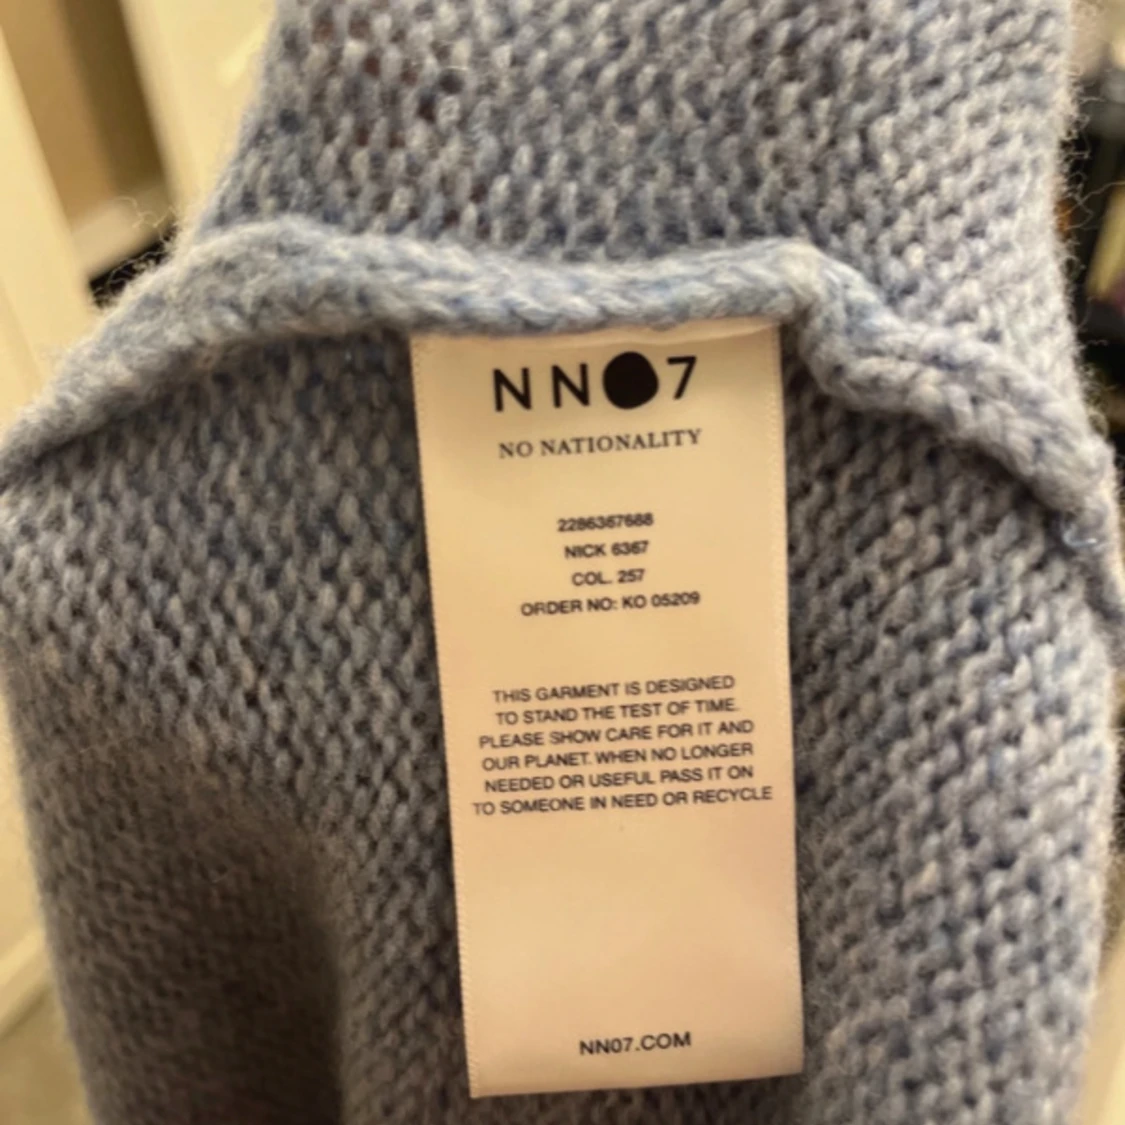 NN07
NO NATIONALITY
2286367688
NICK 6367
COL. 257
ORDER NO: KO 05209
THIS GARMENT IS DESIGNED
TO STAND THE TEST OF TIME.
PLEASE SHOW CARE FOR IT AND
OUR PLANET. WHEN NO LONGER
NEEDED OR USEFUL PASS IT ON
TO SOMEONE IN NEED OR RECYCLE
NN07.COM